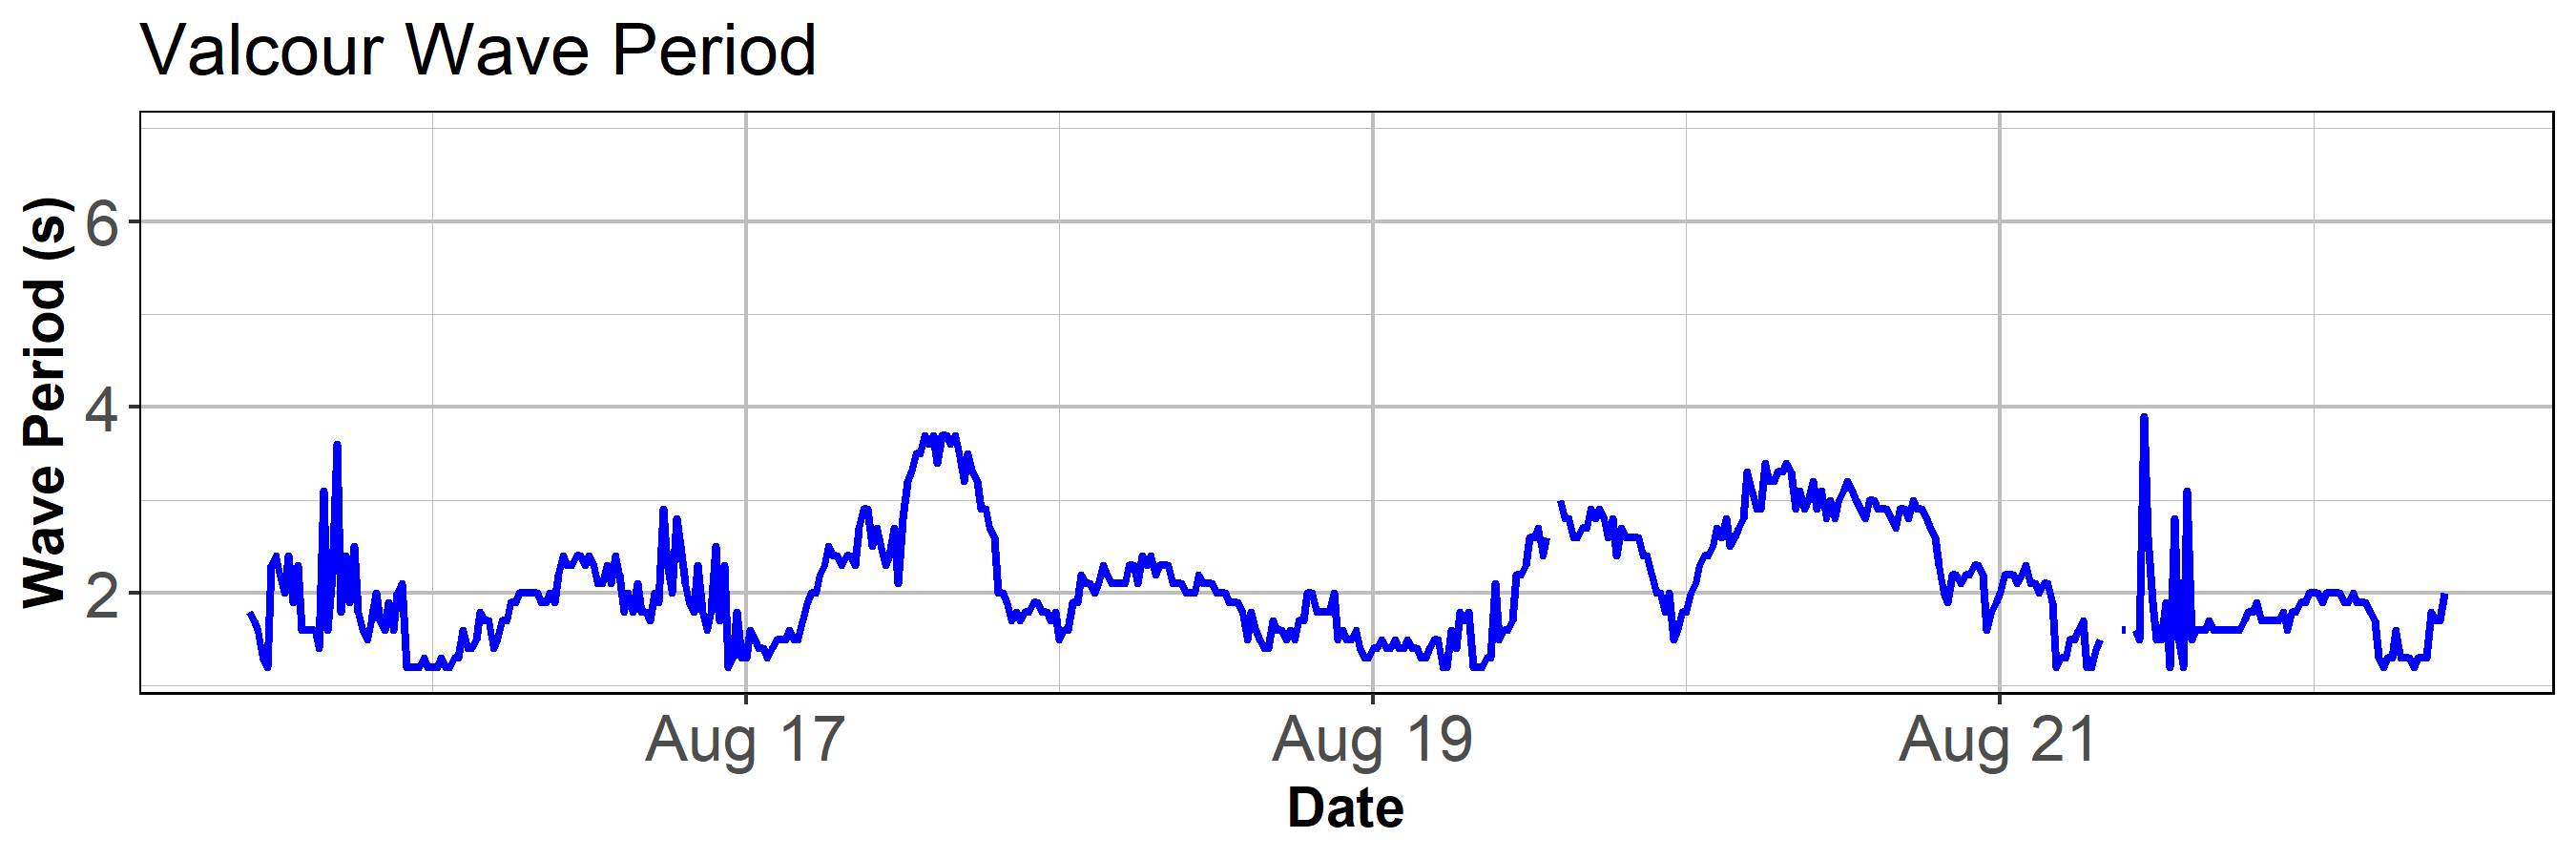 Valcour Wave Period
Wave Period (s)
6
4
2
Aug 17
Aug 19
Aug 21
Date